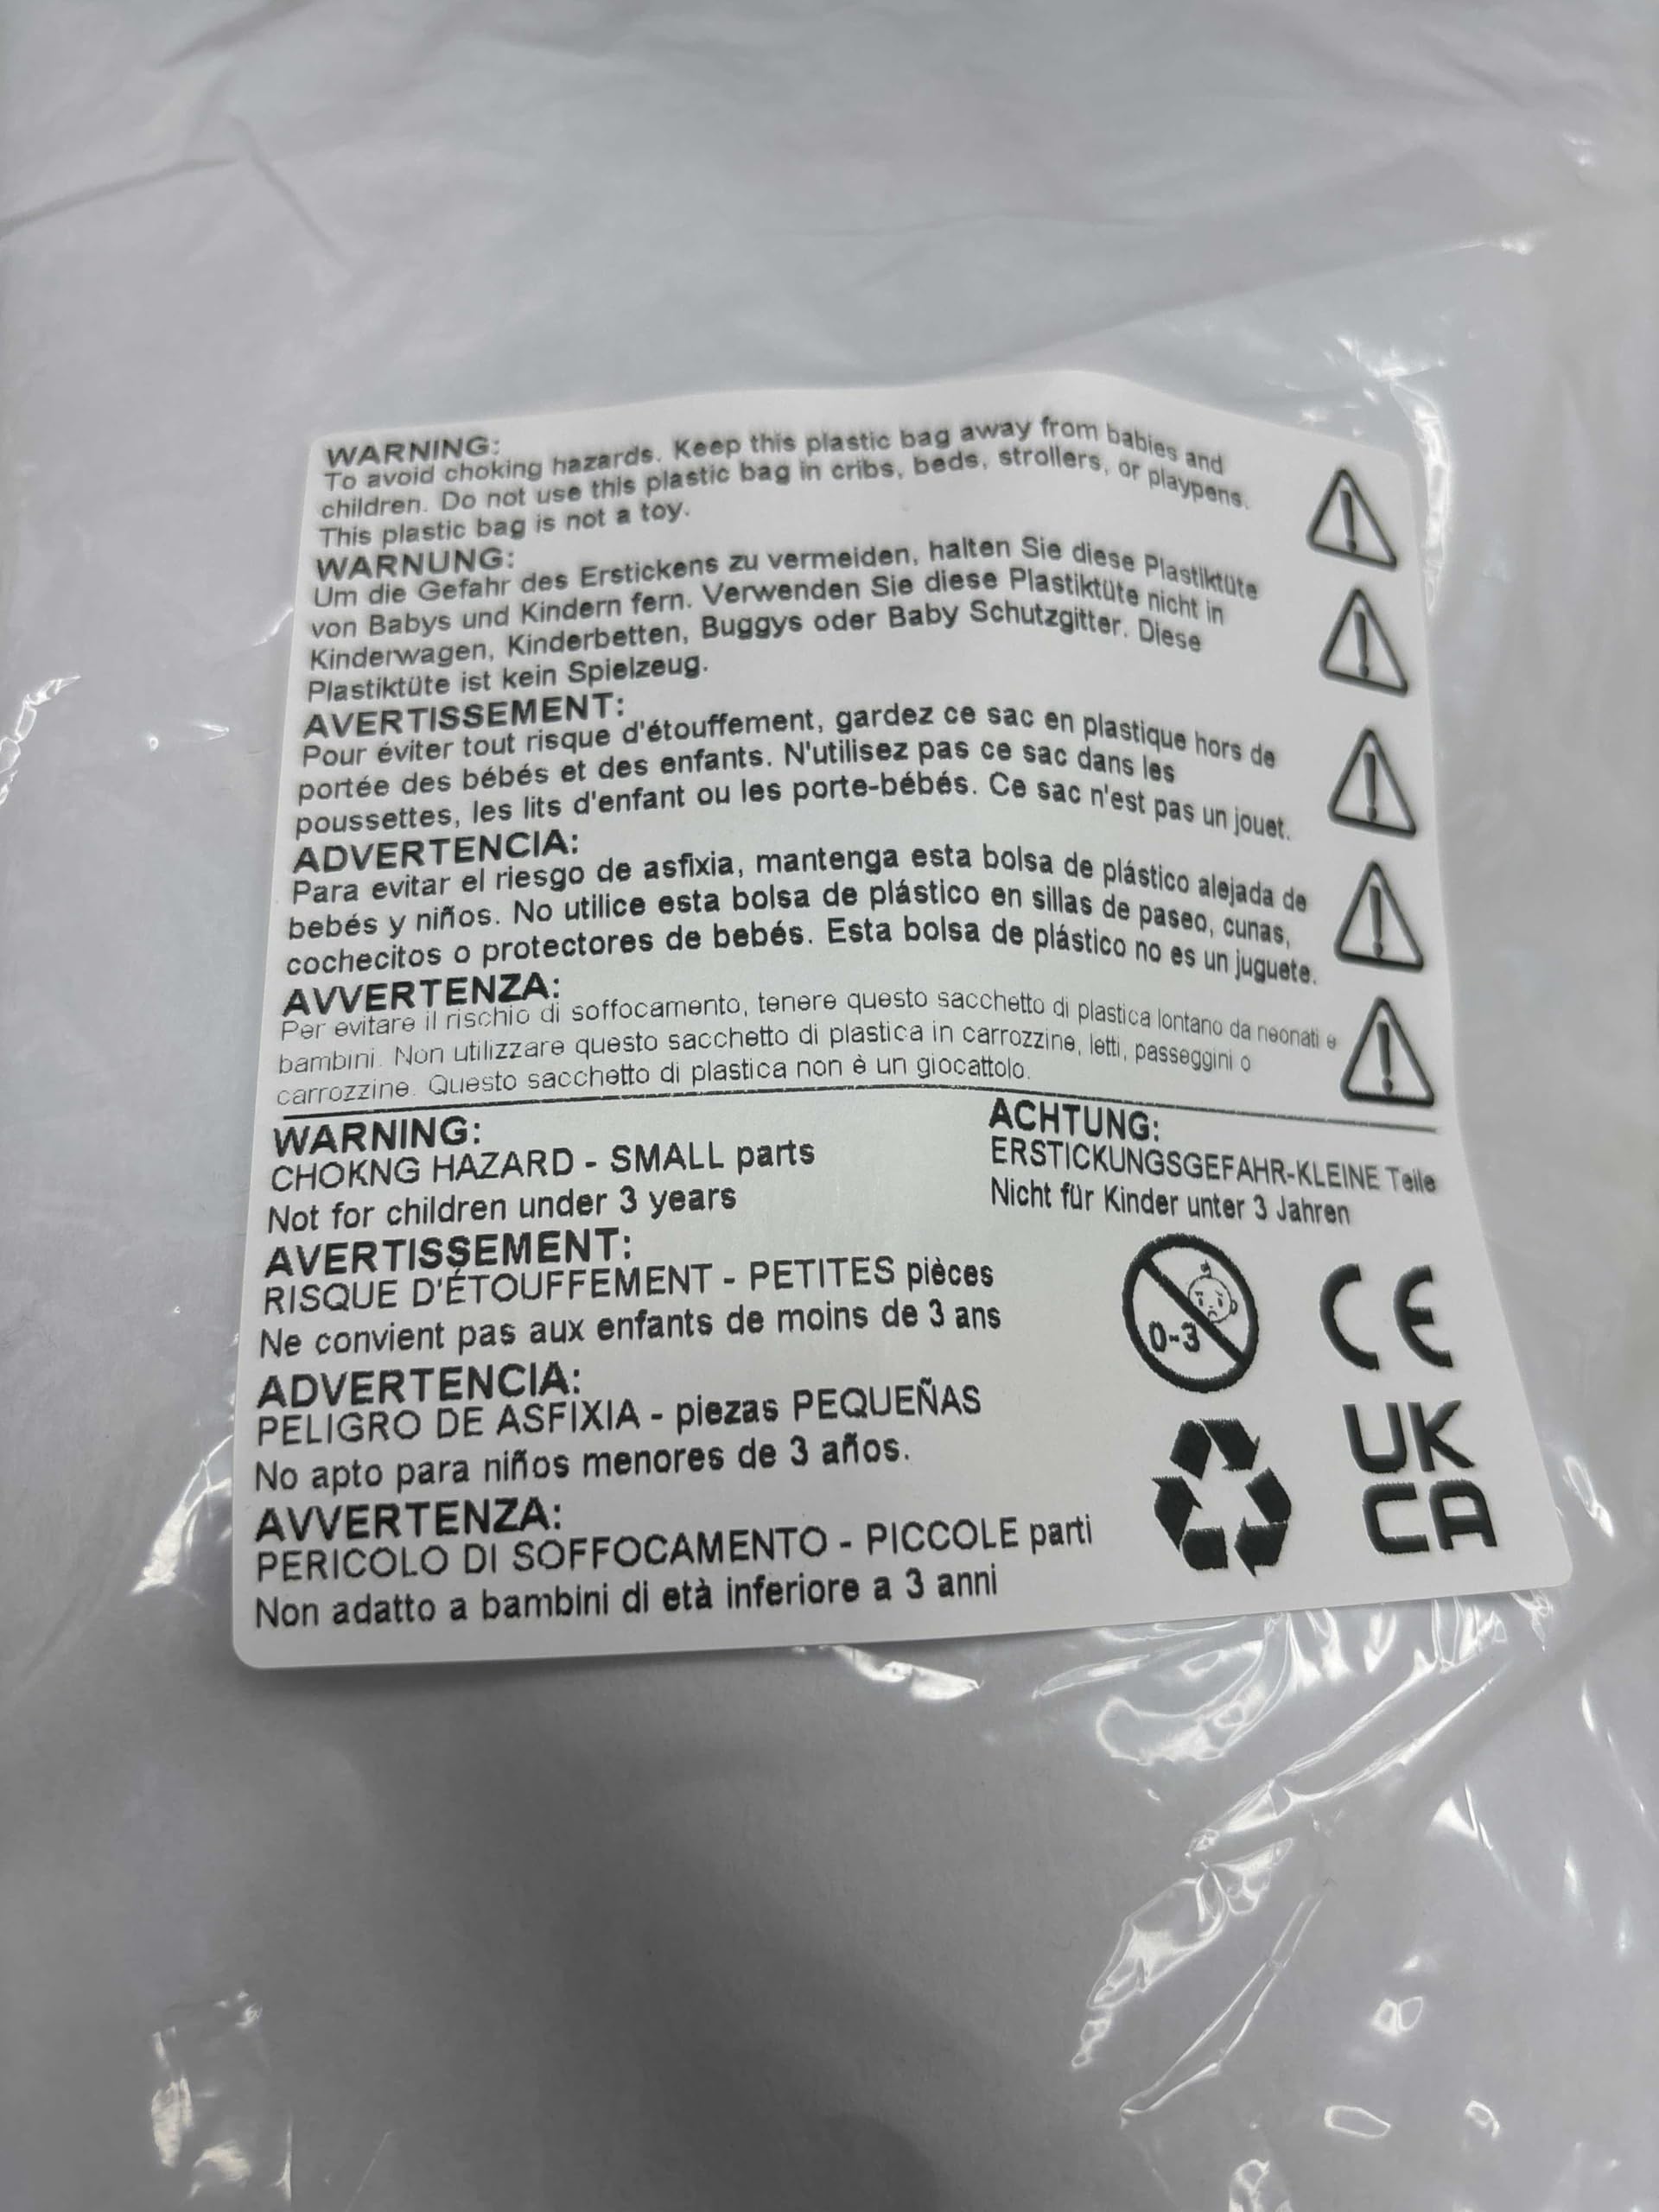 WARNING:
To avoid choking hazards. Keep this plastic bag away from babies and
children. Do not use this plastic bag in cribs, beds, strollers, or playpens.
This plastic bag is not a toy.
WARNUNG:
Um die Gefahr des Erstickens zu vermeiden, halten Sie diese Plastiktüte
von Babys und Kindern fern. Verwenden Sie diese Plastiktüte nicht in
Kinderwagen, Kinderbetten, Buggys oder Baby Schutzgitter. Diese
Plastiktüte ist kein Spielzeug.
AVERTISSEMENT:
Pour éviter tout risque d'étouffement, gardez ce sac en plastique hors de
portée des bébés et des enfants. N'utilisez pas ce sac dans les
poussettes, les lits d'enfant ou les porte-bébés. Ce sac n'est pas un jouet.
ADVERTENCIA:
Para evitar el riesgo de asfixia, mantenga esta bolsa de plástico alejada de
bebés y niños. No utilice esta bolsa de plástico en sillas de paseo, cunas,
cochecitos o protectores de bebés. Esta bolsa de plástico no es un juguete.
AVVERTENZA:
Per evitare il rischio di soffocamento, tenere questo sacchetto di plastica lontano da neonati e
bambini. Non utilizzare questo sacchetto di plastica in carrozzine, letti, passeggini o
carrozzine. Questo sacchetto di plastica non è un giocattolo.
WARNING:
CHOKNG HAZARD - SMALL parts
Not for children under 3 years
ACHTUNG:
ERSTICKUNGSGEFAHR-KLEINE Teile
Nicht für Kinder unter 3 Jahren
AVERTISSEMENT:
RISQUE D'ÉTOUFFEMENT - PETITES pièces
Ne convient pas aux enfants de moins de 3 ans
ADVERTENCIA:
PELIGRO DE ASFIXIA - piezas PEQUEÑAS
No apto para niños menores de 3 años.
AVVERTENZA:
PERICOLO DI SOFFOCAMENTO - PICCOLE parti
Non adatto a bambini di età inferiore a 3 anni
0-3
CE
UK
CA